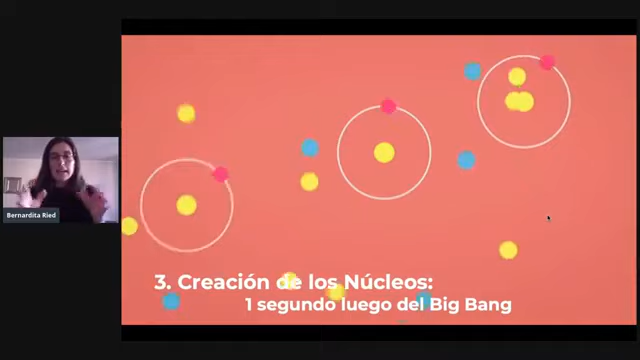 Bernardita Ried
3. Creación de los Núcleos:
1 segundo luego del Big Bang